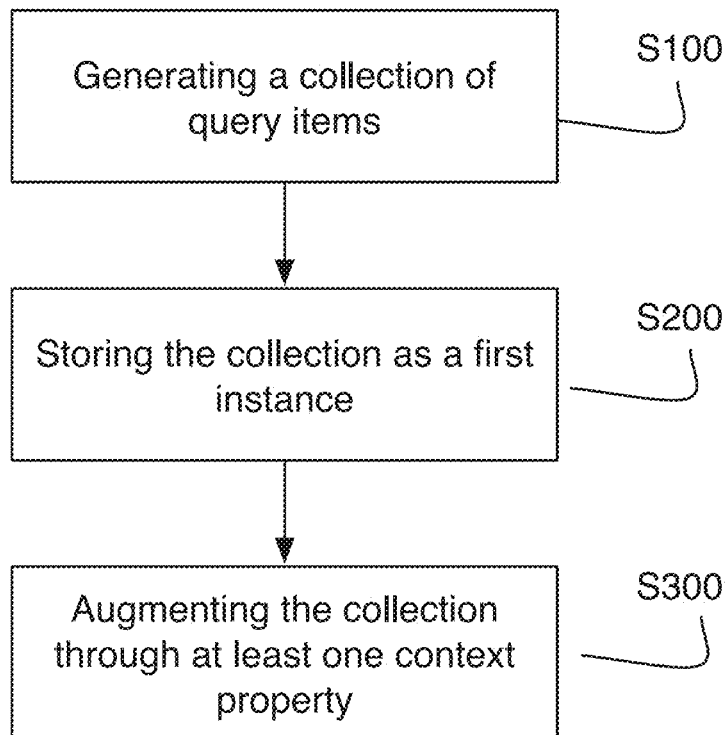 Generating a collection of
query items
S100
Storing the collection as a first
instance
S200
Augmenting the collection
through at least one context
property
S300